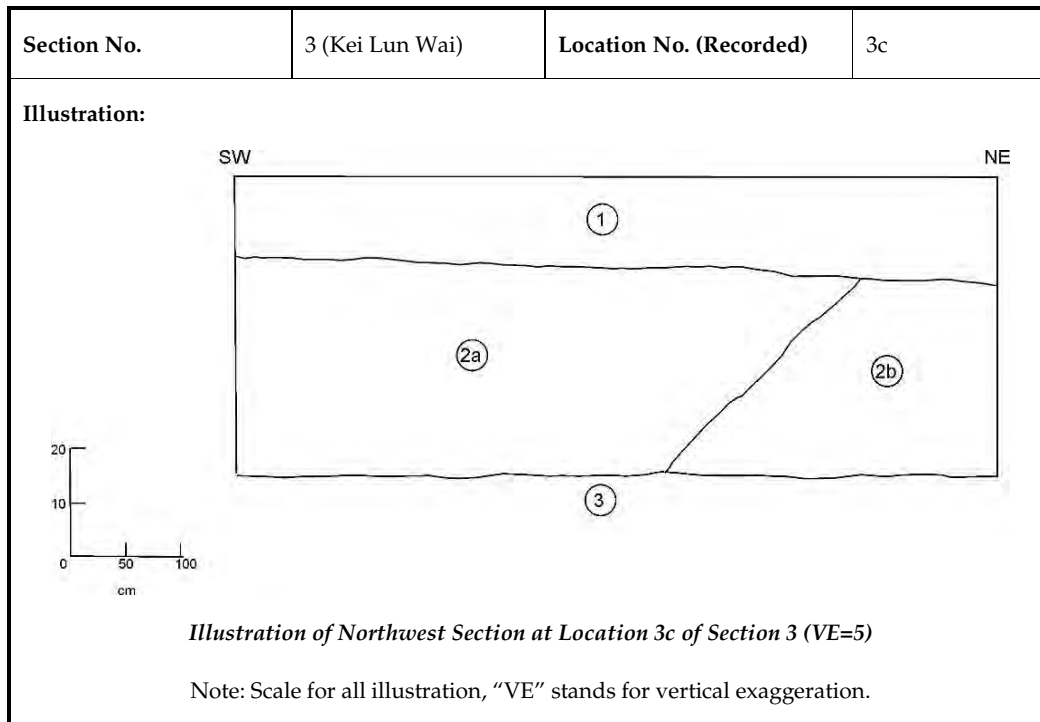 Section No. 3 (Kei Lun Wai) Location No. (Recorded) 3c
Illustration:
SW NE
1
2a
2b
20
10
3
0 50 100
cm
Illustration of Northwest Section at Location 3c of Section 3 (VE=5)
Note: Scale for all illustration, “VE” stands for vertical exaggeration.